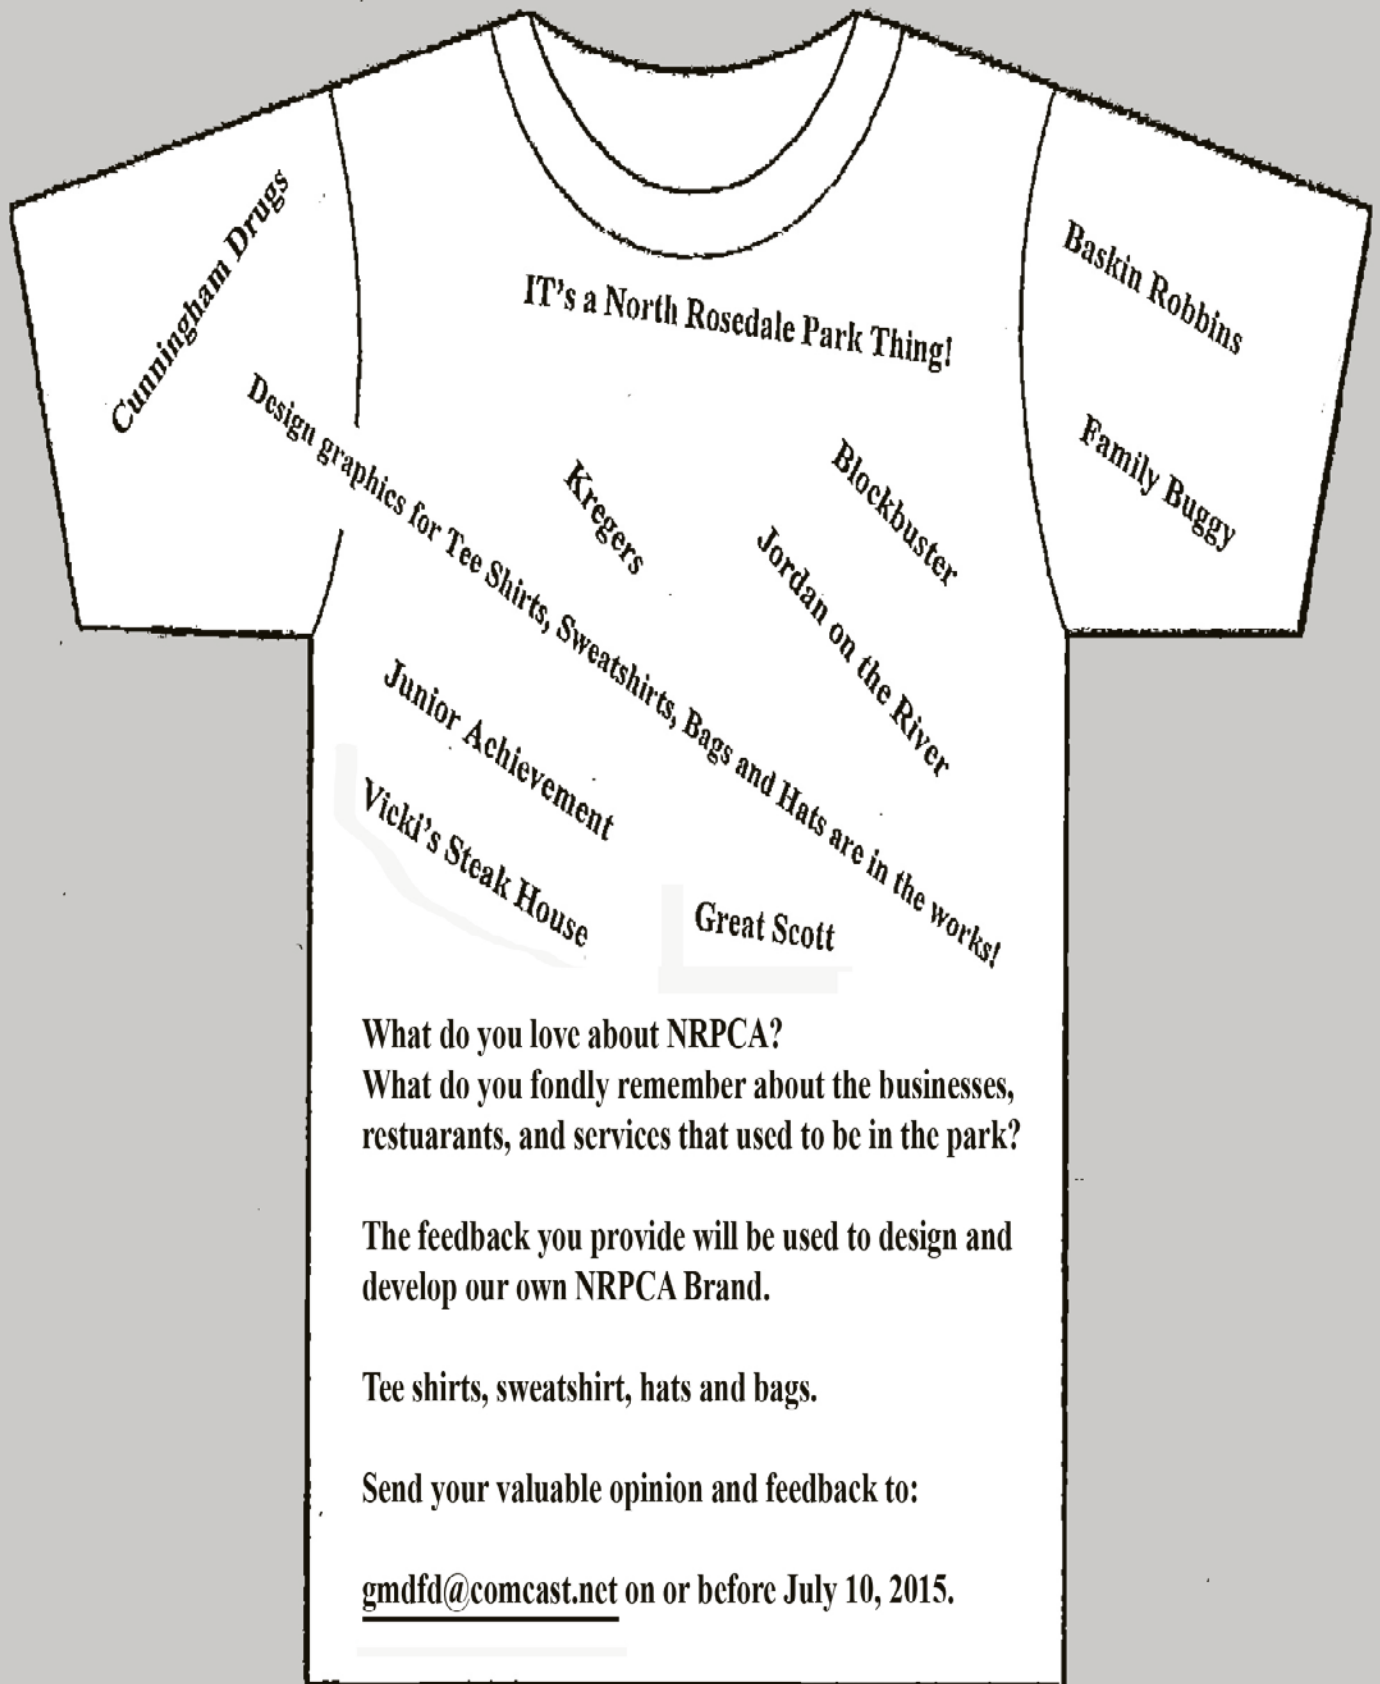 Cunningham Drugs
Baskin Robbins
IT's a North Rosedale Park Thing!
Design graphics for Tee Shirts, Sweatshirts, Bags and Hats are in the works!
Family Buggy
Blockbuster
Kregers
Jordan on the River
Junior Achievement
Vicki's Steak House
Great Scott
What do you love about NRPCA?
What do you fondly remember about the businesses,
restuarants, and services that used to be in the park?
The feedback you provide will be used to design and
develop our own NRPCA Brand.
Tee shirts, sweatshirt, hats and bags.
Send your valuable opinion and feedback to:
gmdfd@comcast.net on or before July 10, 2015.